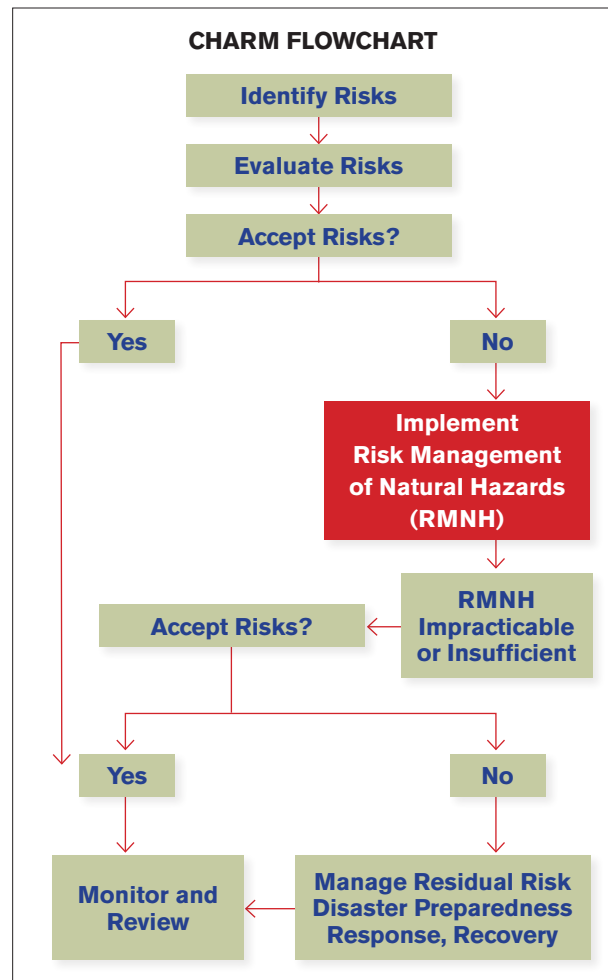 CHARM FLOWCHART
Identify Risks
Evaluate Risks
Accept Risks?
Yes
No
Implement
Risk Management
of Natural Hazards
(RMNH)
RMNH
Impracticable
or Insufficient
Accept Risks?
Yes
No
Monitor and
Review
Manage Residual Risk
Disaster Preparedness
Response, Recovery